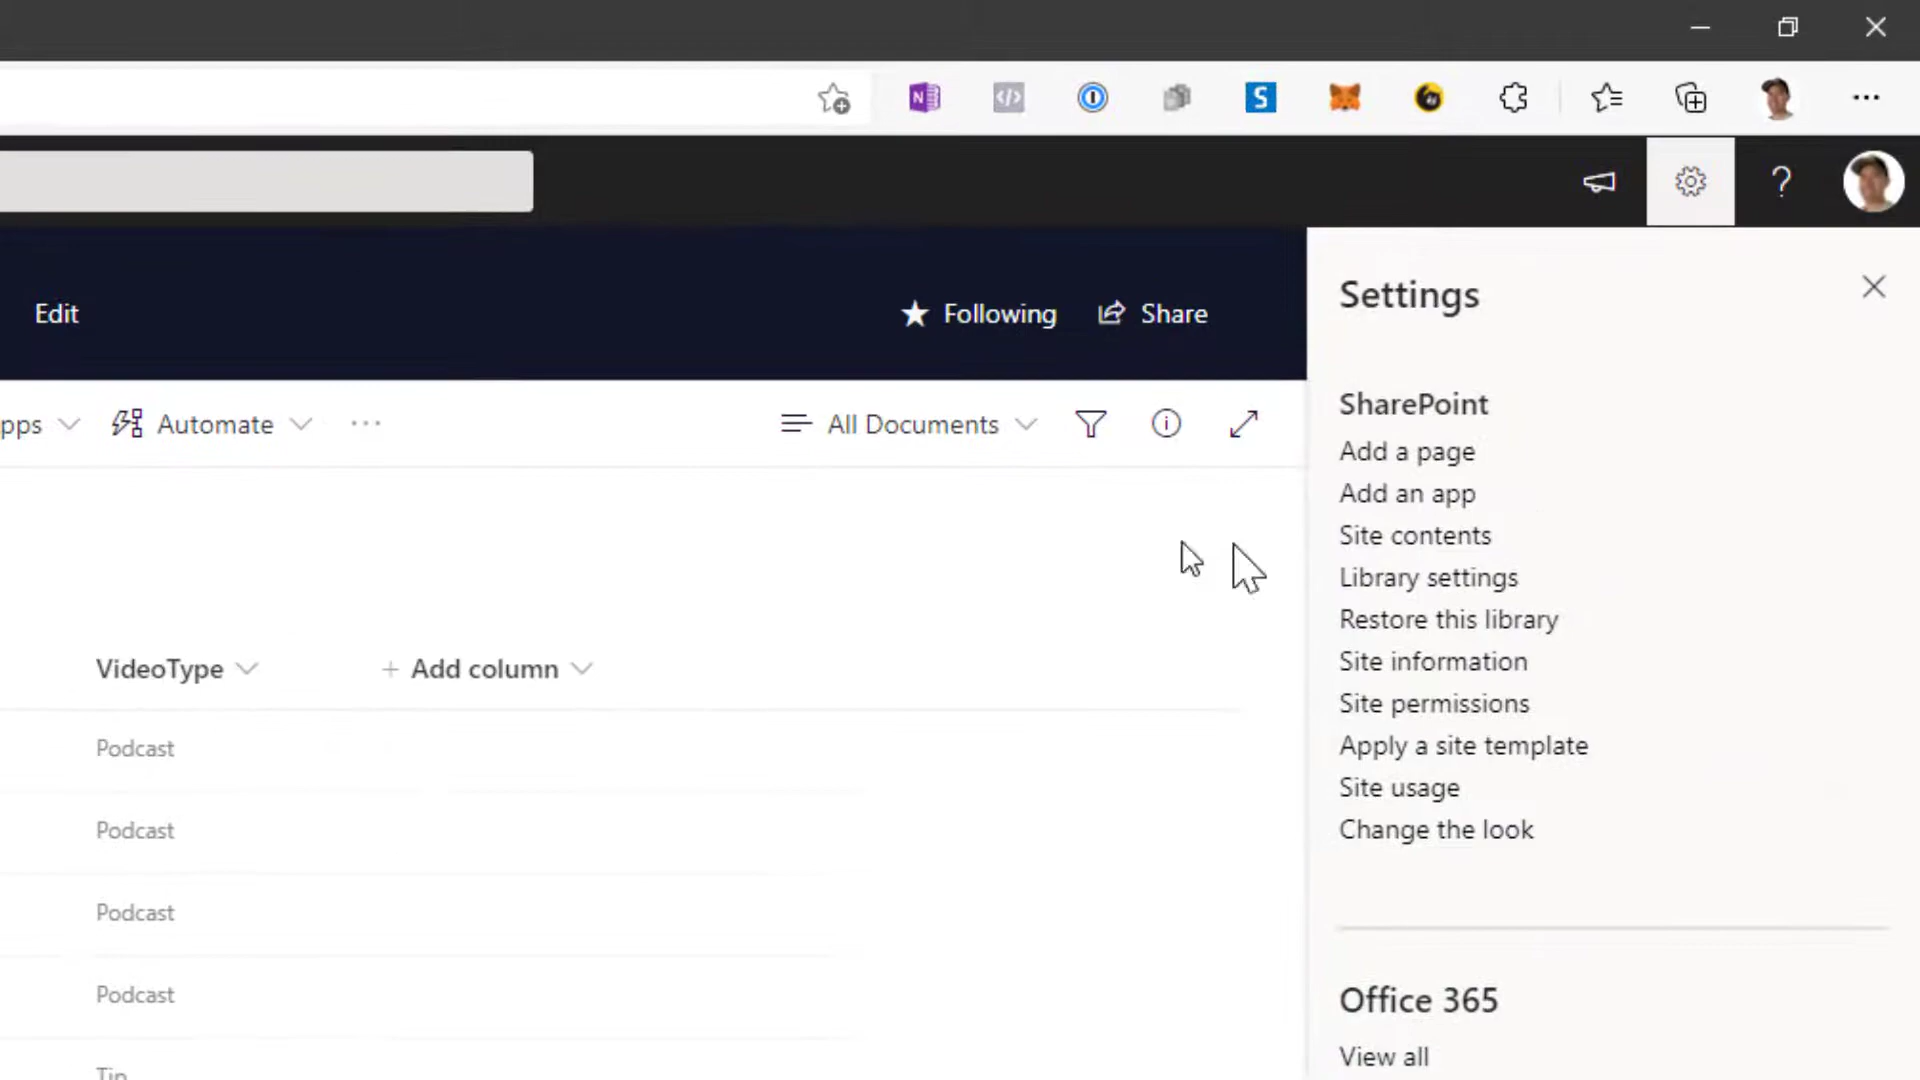 Edit
Following
Share
Settings
SharePoint
Add a page
Add an app
Site contents
Library settings
Restore this library
Site information
Site permissions
Apply a site template
Site usage
Change the look
Office 365
View all
pps
Automate
All Documents
VideoType
+ Add column
Podcast
Podcast
Podcast
Podcast
Tip